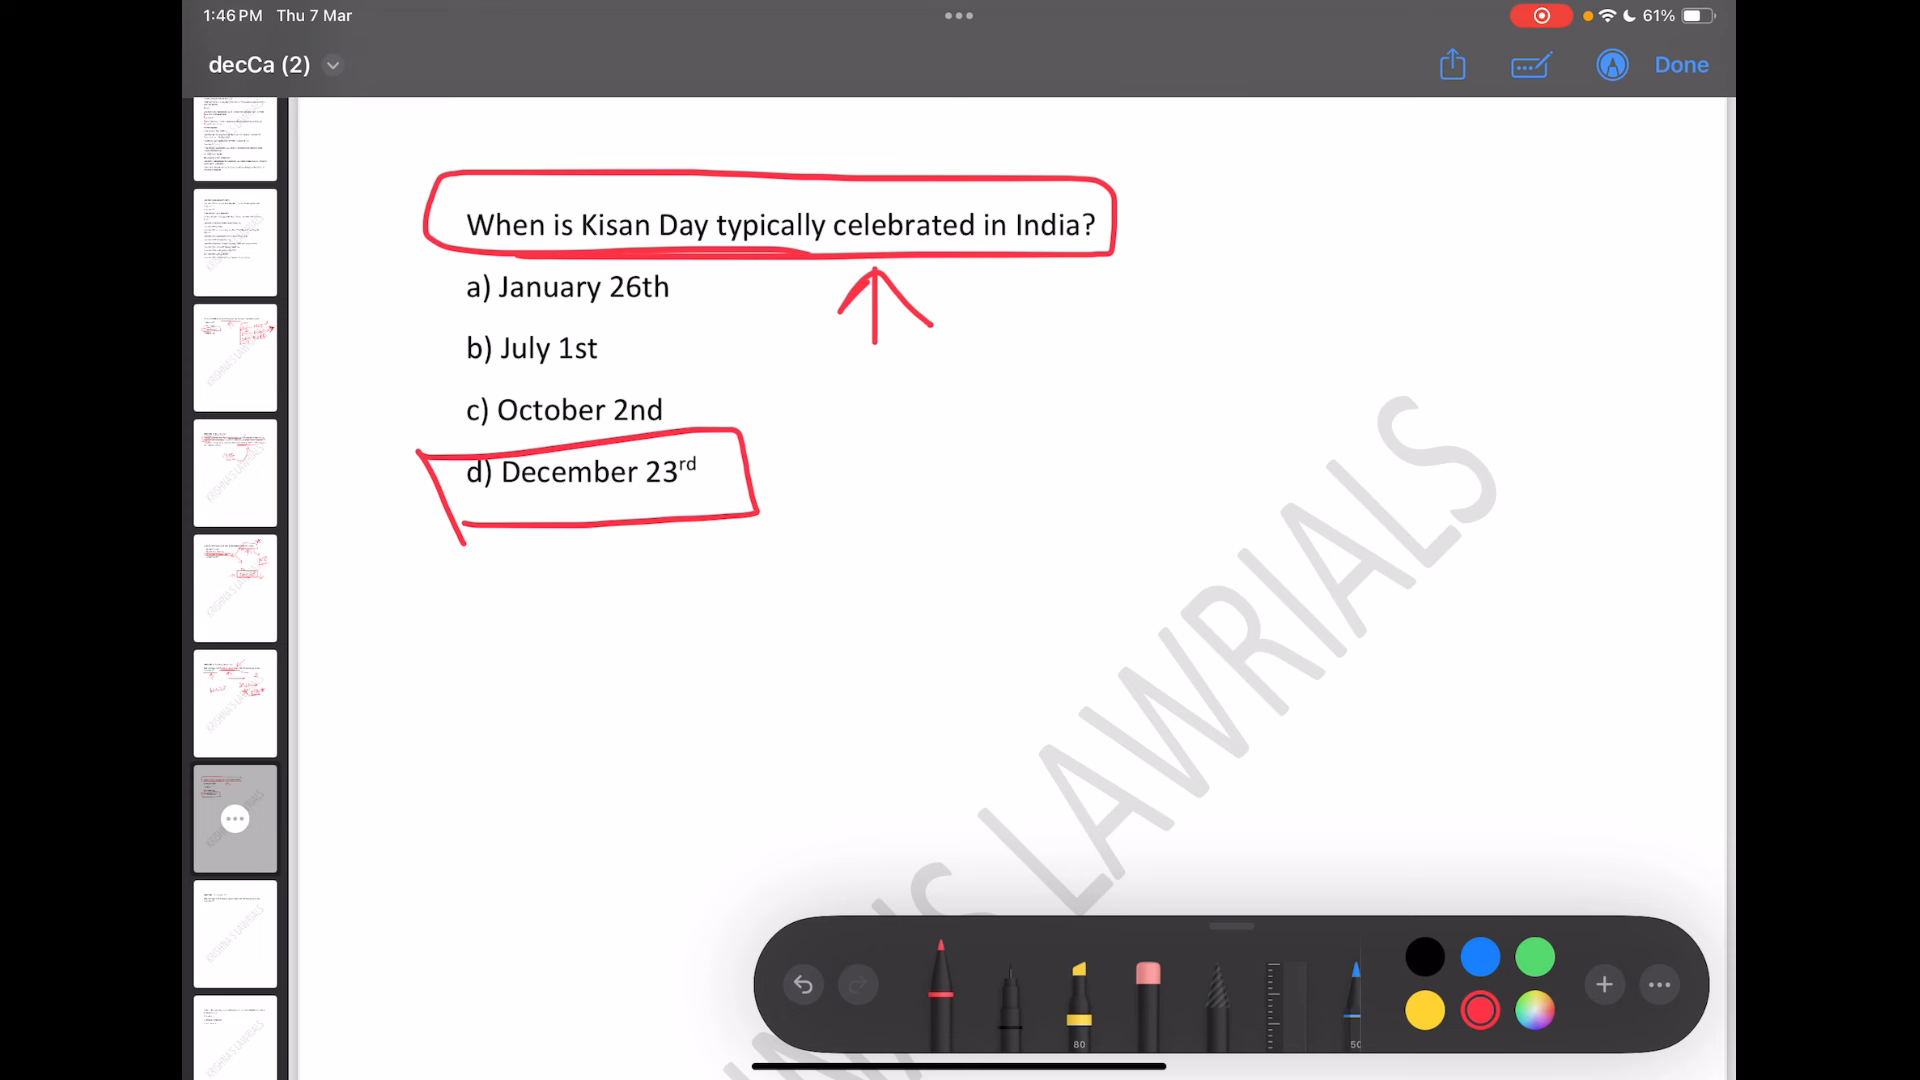 1:46 PM Thu 7 Mar
61%
decCa (2)
Done
When is Kisan Day typically celebrated in India?
a) January 26th
b) July 1st
c) October 2nd
d) December 23rd
LAWRIALS
80
50